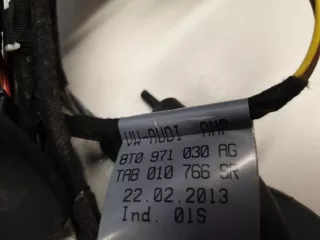 VW-AUDI AHA
8T0 971 030 AG
TAB 010 766 SR
22.02.2013
Ind. 01S